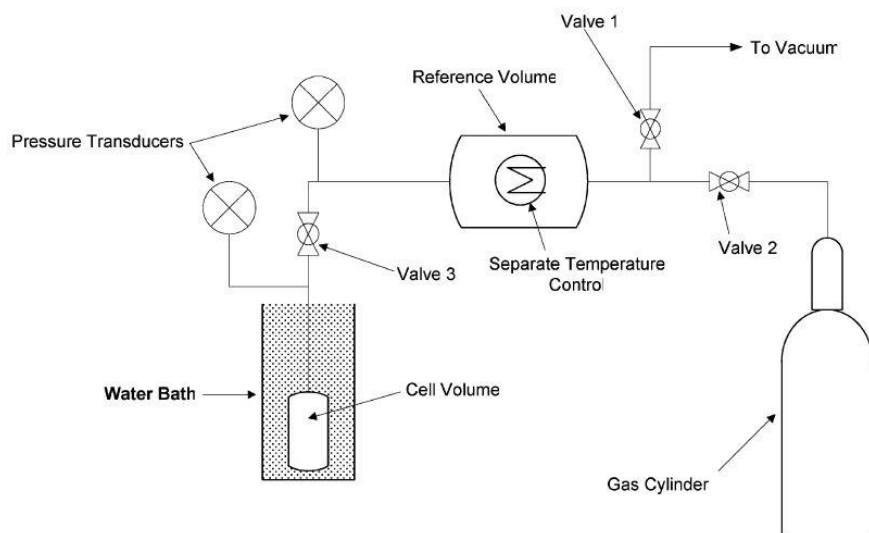 Valve 1
To Vacuum
Reference Volume
Pressure Transducers
Valve 2
Valve 3
Separate Temperature
Control
Water Bath
Cell Volume
Gas Cylinder